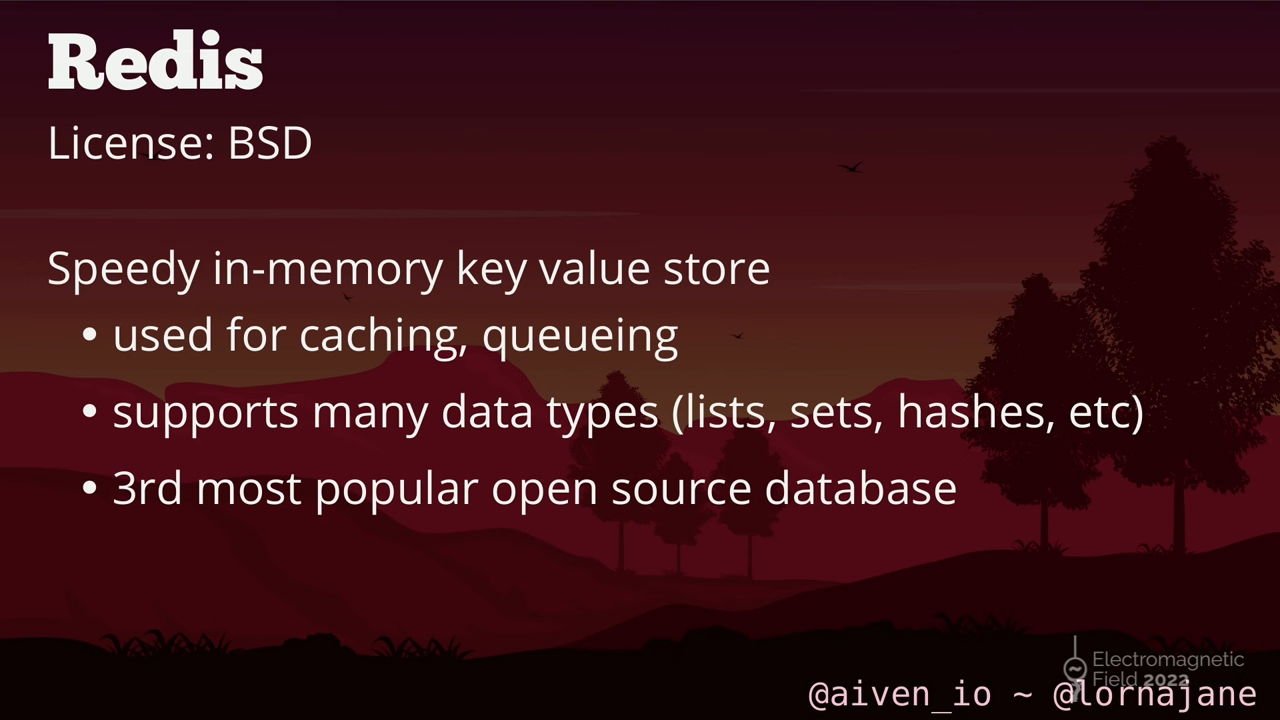 Redis
License: BSD
Speedy in-memory key value store
• used for caching, queueing
• supports many data types (lists, sets, hashes, etc)
• 3rd most popular open source database
Electromagnetic
Field 2022
@aiven_io ~ @lornajane